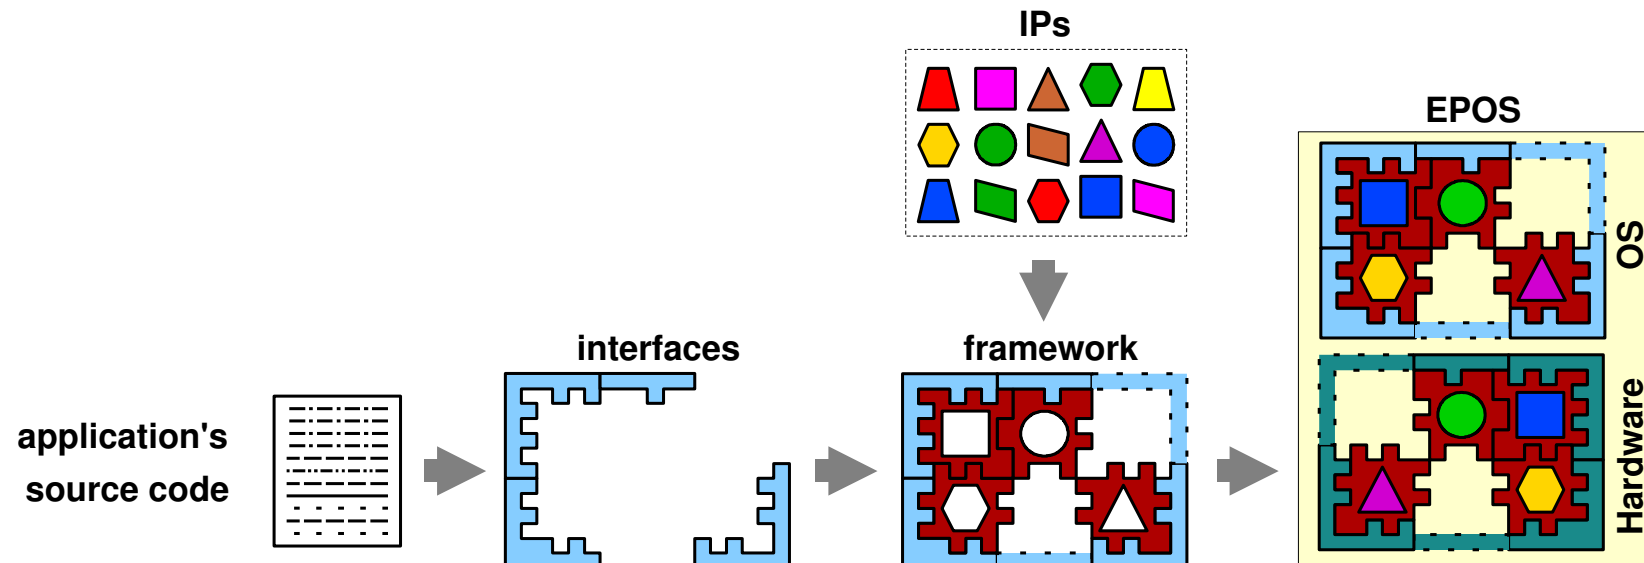 IPs
EPOS
OS
interfaces
framework
application's
source code
Hardware